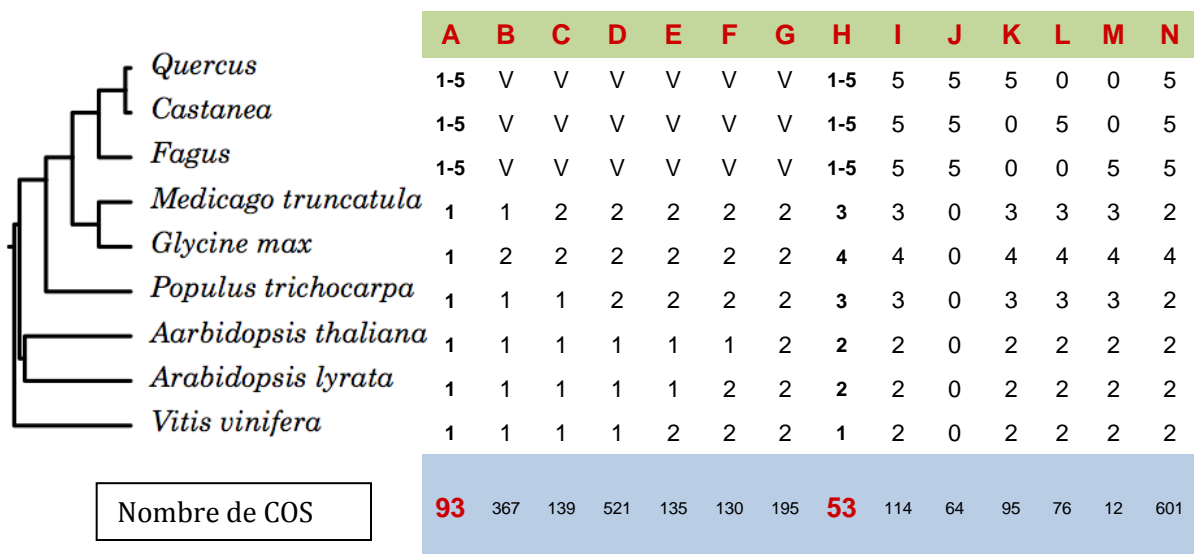 A B C D E F G H I J K L M N
Quercus 1-5 V V V V V V 1-5 5 5 5 0 0 5
Castanea 1-5 V V V V V V 1-5 5 5 0 5 0 5
Fagus 1-5 V V V V V V 1-5 5 5 0 0 5 5
Medicago truncatula 1 1 2 2 2 2 2 3 3 0 3 3 3 2
Glycine max 1 2 2 2 2 2 2 4 4 0 4 4 4 4
Populus trichocarpa 1 1 1 2 2 2 2 3 3 0 3 3 3 2
Aarbidopsis thaliana 1 1 1 1 1 1 2 2 2 0 2 2 2 2
Arabidopsis lyrata 1 1 1 1 1 2 2 2 2 0 2 2 2 2
Vitis vinifera 1 1 1 1 2 2 2 1 2 0 2 2 2 2
Nombre de COS 93 367 139 521 135 130 195 53 114 64 95 76 12 601